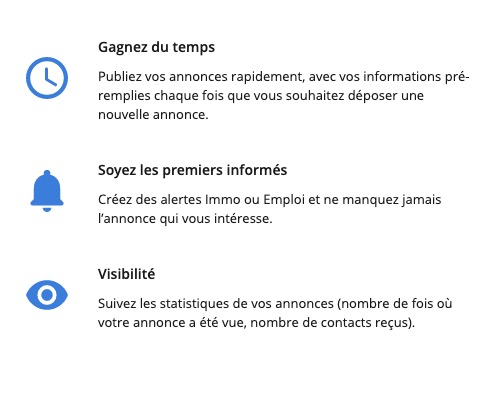 Gagnez du temps
Publiez vos annonces rapidement, avec vos informations pré-
remplies chaque fois que vous souhaitez déposer une
nouvelle annonce.
Soyez les premiers informés
Créez des alertes Immo ou Emploi et ne manquez jamais
l’annonce qui vous intéresse.
Visibilité
Suivez les statistiques de vos annonces (nombre de fois où
votre annonce a été vue, nombre de contacts reçus).